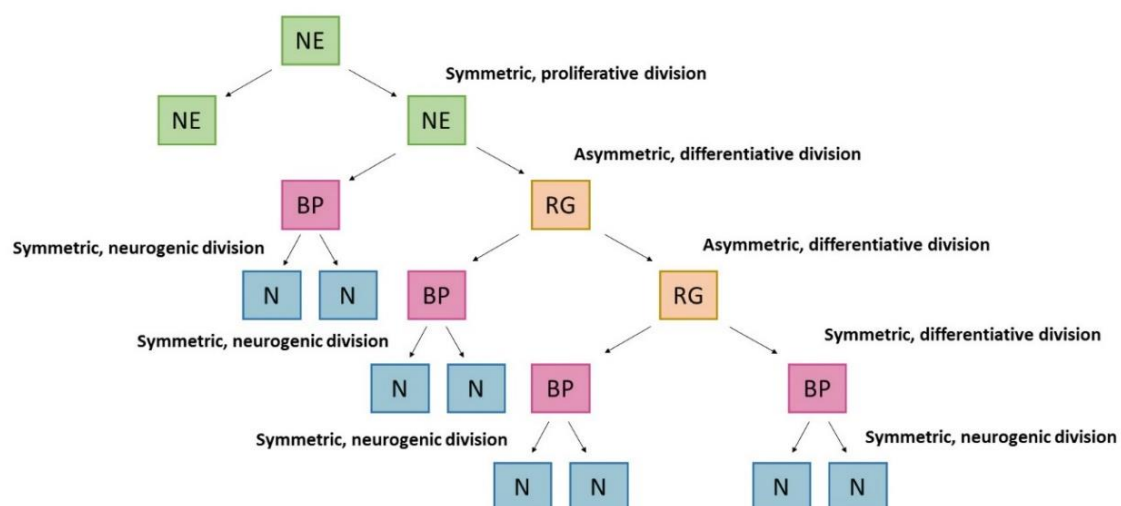 NE
Symmetric, proliferative division
NE
NE
Asymmetric, differentiative division
BP
RG
Symmetric, neurogenic division
Asymmetric, differentiative division
N
N
BP
RG
Symmetric, neurogenic division
Symmetric, differentiative division
N
N
BP
BP
Symmetric, neurogenic division
Symmetric, neurogenic division
N
N
N
N